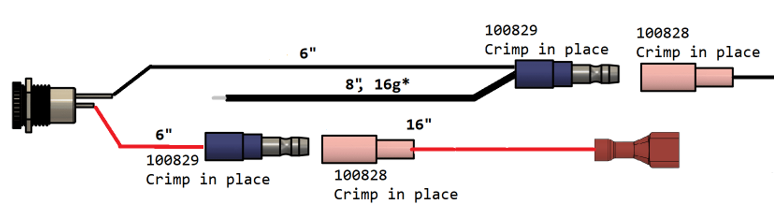 100829
Crimp in place
100828
Crimp in place
6"
8", 16g*
6"
16"
100829
Crimp in place
100828
Crimp in place